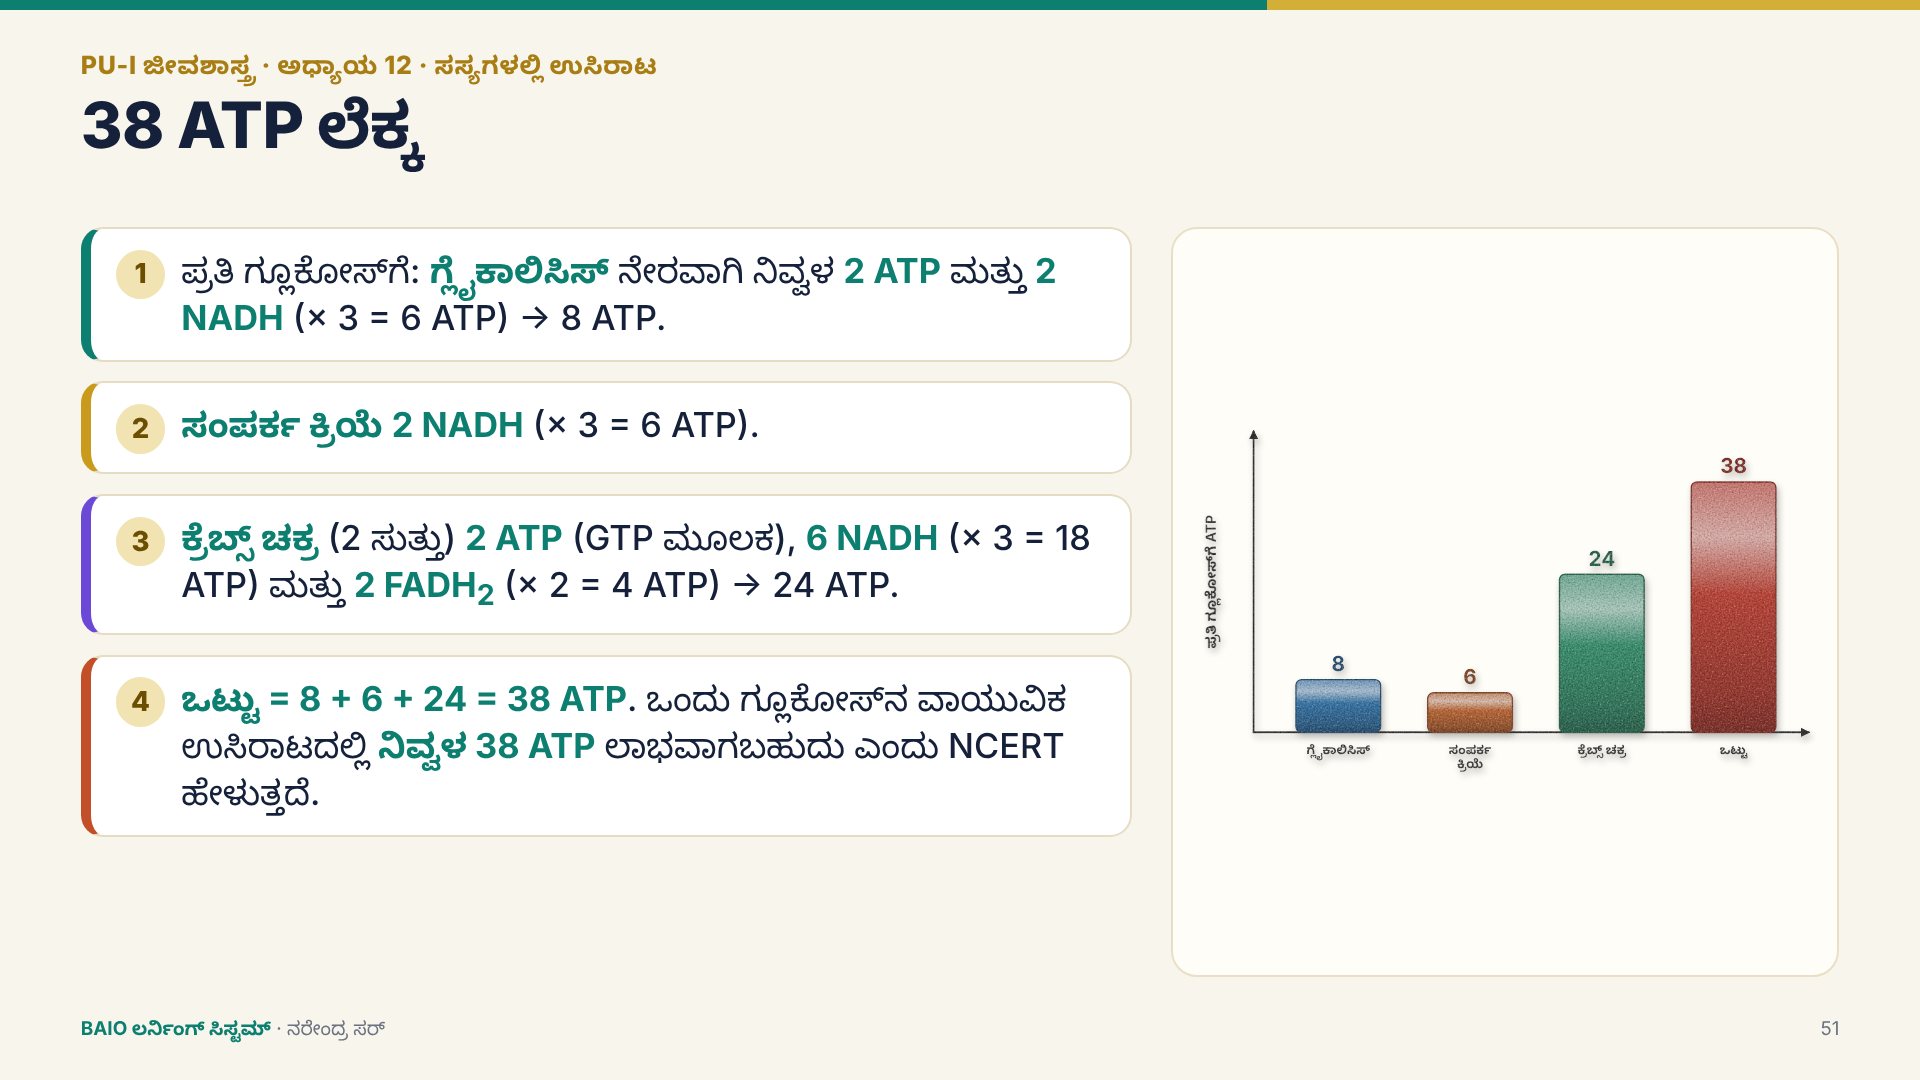 PU-I ಜೀವಶಾಸ್ತ್ರ · ಅಧ್ಯಾಯ 12 · ಸಸ್ಯಗಳಲ್ಲಿ ಉಸಿರಾಟ
38 ATP ಲೆಕ್ಕ
1 ಪ್ರತಿ ಗ್ಲೂಕೋಸ್‌ಗೆ: ಗ್ಲೈಕಾಲಿಸಿಸ್ ನೇರವಾಗಿ ನಿವ್ವಳ 2 ATP ಮತ್ತು 2
NADH (× 3 = 6 ATP) → 8 ATP.
2 ಸಂಪರ್ಕ ಕ್ರಿಯೆ 2 NADH (× 3 = 6 ATP).
3 ಕ್ರೆಬ್ಸ್ ಚಕ್ರ (2 ಸುತ್ತು) 2 ATP (GTP ಮೂಲಕ), 6 NADH (× 3 = 18
ATP) ಮತ್ತು 2 FADH₂ (× 2 = 4 ATP) → 24 ATP.
4 ಒಟ್ಟು = 8 + 6 + 24 = 38 ATP. ಒಂದು ಗ್ಲೂಕೋಸ್‌ನ ವಾಯುವಿಕ
ಉಸಿರಾಟದಲ್ಲಿ ನಿವ್ವಳ 38 ATP ಲಾಭವಾಗಬಹುದು ಎಂದು NCERT
ಹೇಳುತ್ತದೆ.
ಪ್ರತಿ ಗ್ಲೂಕೋಸ್‌ಗೆ ATP
8
6
24
38
ಗ್ಲೈಕಾಲಿಸಿಸ್
ಸಂಪರ್ಕ
ಕ್ರಿಯೆ
ಕ್ರೆಬ್ಸ್ ಚಕ್ರ
ಒಟ್ಟು
BAIO ಲರ್ನಿಂಗ್ ಸಿಸ್ಟಮ್ · ನರೇಂದ್ರ ಸರ್
51